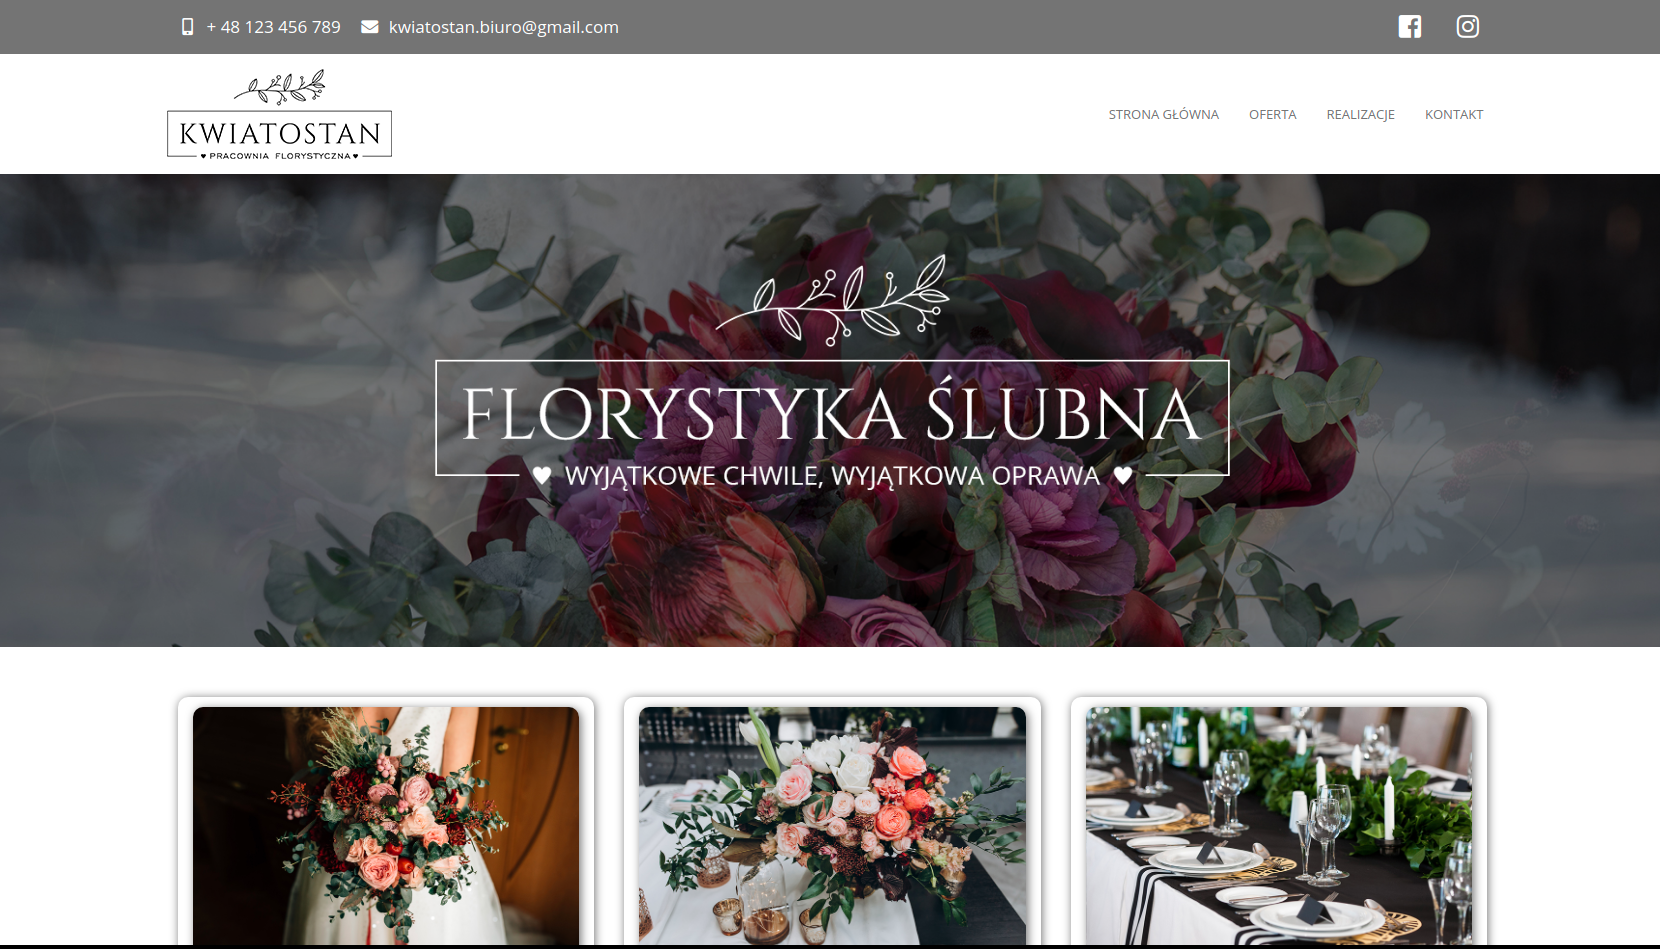 + 48 123 456 789 kwiatostan.biuro@gmail.com
KWIATOSTAN
PRACOWNIA FLORYSTYCZNA
STRONA GŁÓWNA OFERTA REALIZACJE KONTAKT
FLORYSTYKA ŚLUBNA
WYJĄTKOWE CHWILE, WYJĄTKOWA OPRAWA